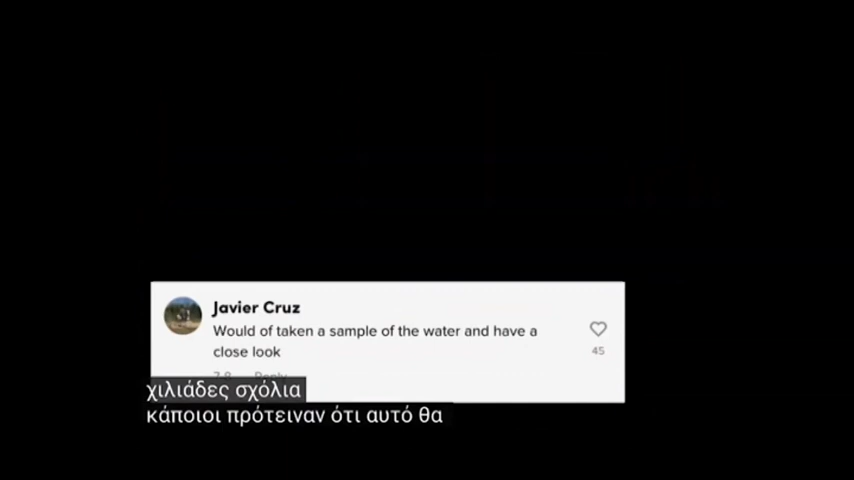 Javier Cruz
Would of taken a sample of the water and have a
close look
45
χιλιάδες σχόλια
κάποιοι πρότειναν ότι αυτό θα